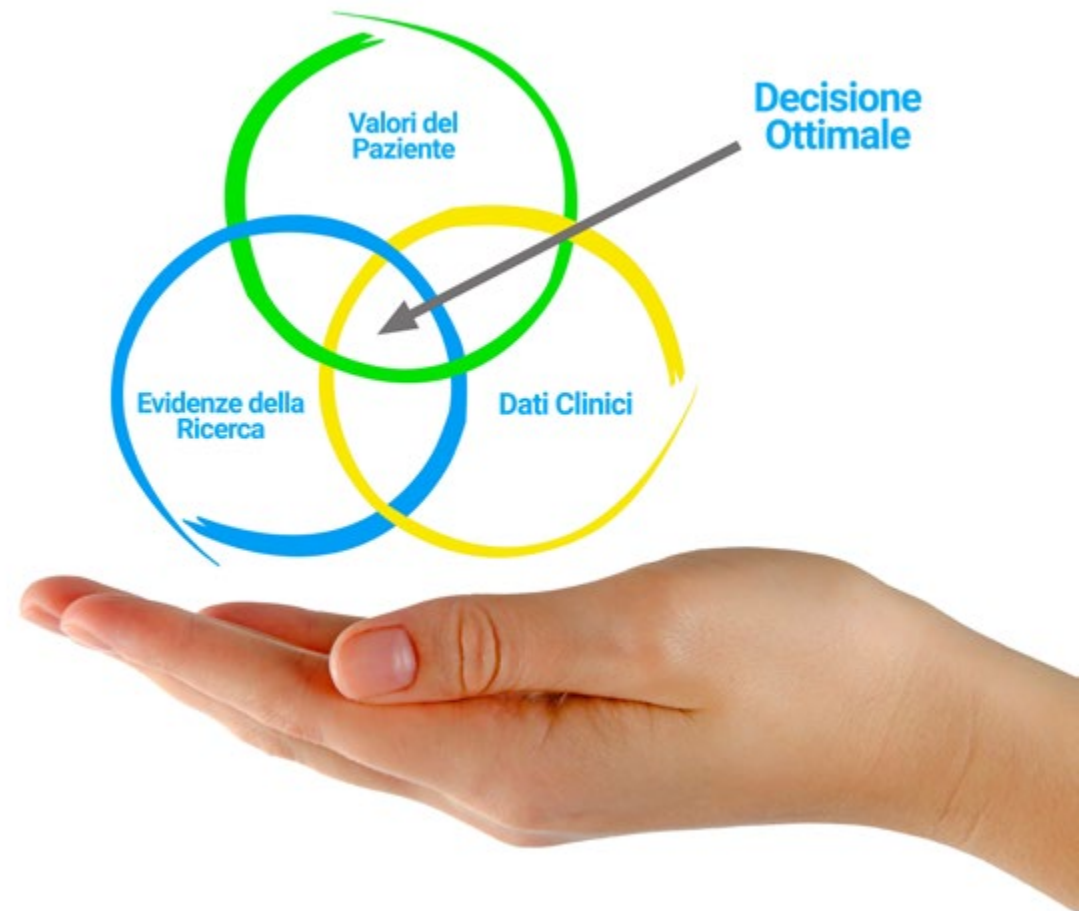 Valori del
Paziente
Decisione
Ottimale
Evidenze della
Ricerca
Dati Clinici